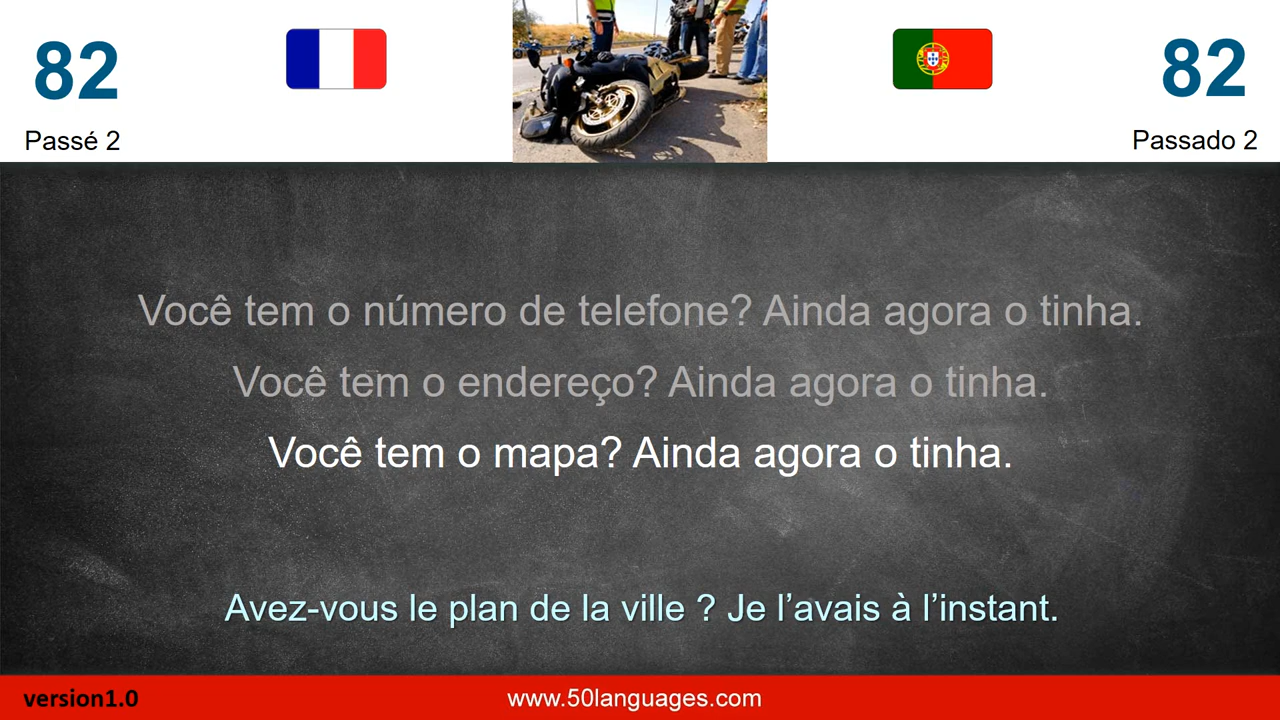 82
82
Passé 2
Passado 2
Você tem o número de telefone? Ainda agora o tinha.
Você tem o endereço? Ainda agora o tinha.
Você tem o mapa? Ainda agora o tinha.
Avez-vous le plan de la ville ? Je l’avais à l’instant.
version1.0
www.50languages.com